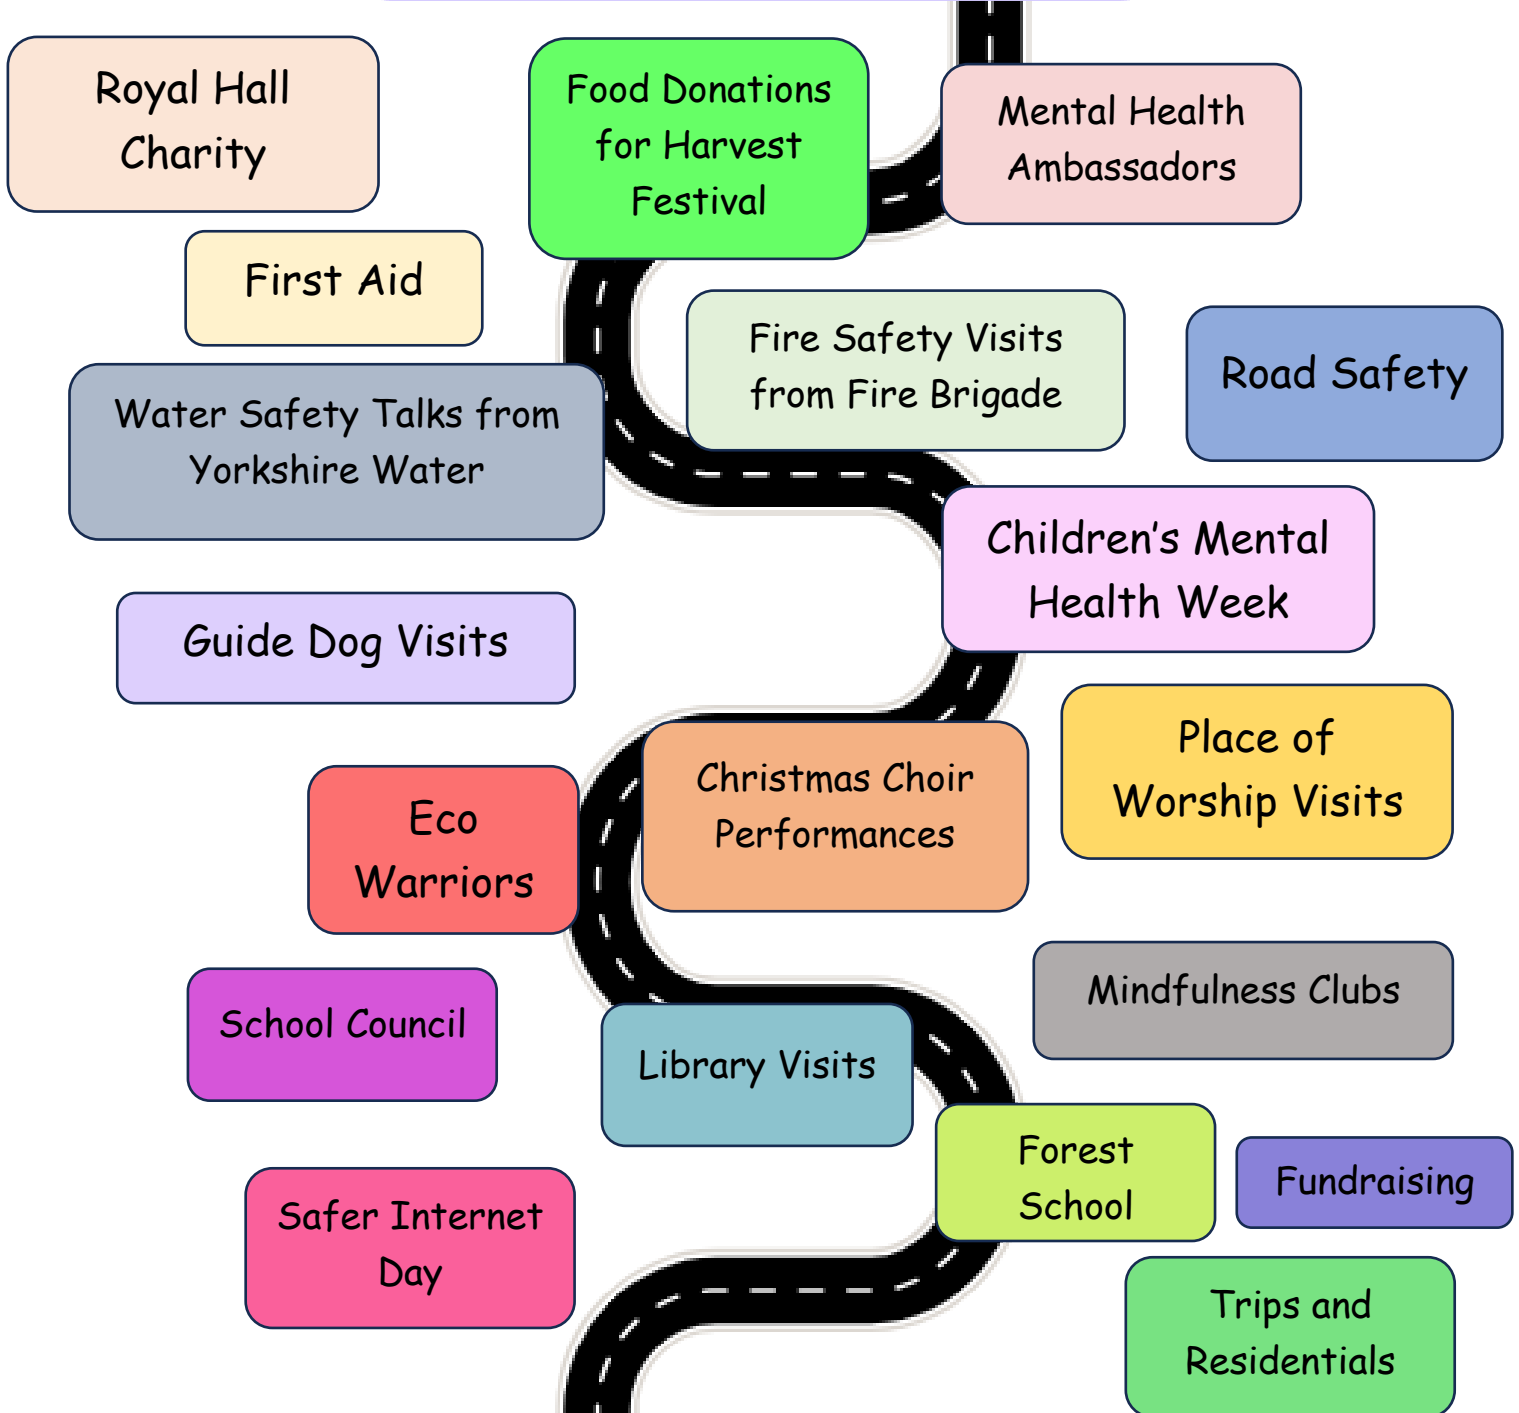 Royal Hall
Charity
Food Donations
for Harvest
Festival
Mental Health
Ambassadors
First Aid
Fire Safety Visits
from Fire Brigade
Road Safety
Water Safety Talks from
Yorkshire Water
Children’s Mental
Health Week
Guide Dog Visits
Place of
Worship Visits
Christmas Choir
Performances
Eco
Warriors
Mindfulness Clubs
School Council
Library Visits
Forest
School
Fundraising
Safer Internet
Day
Trips and
Residentials